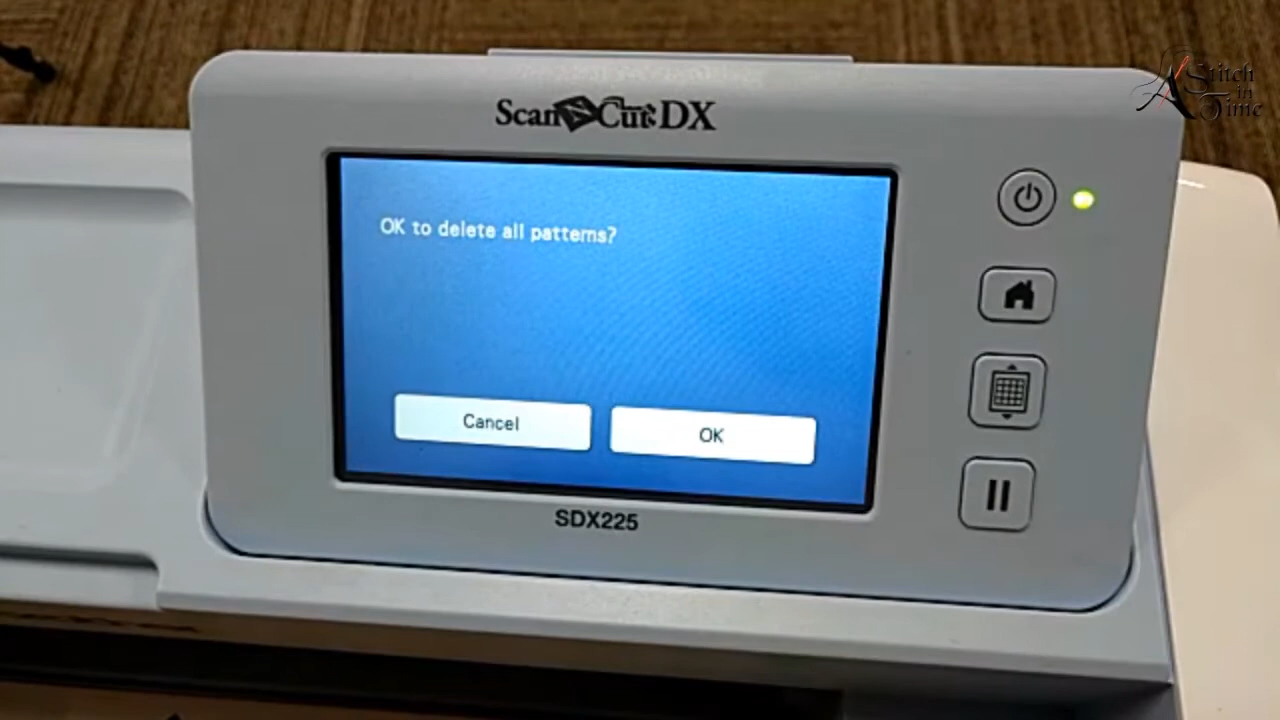 A Stitch
in
Time
ScanNCut DX
OK to delete all patterns?
Cancel
OK
SDX225